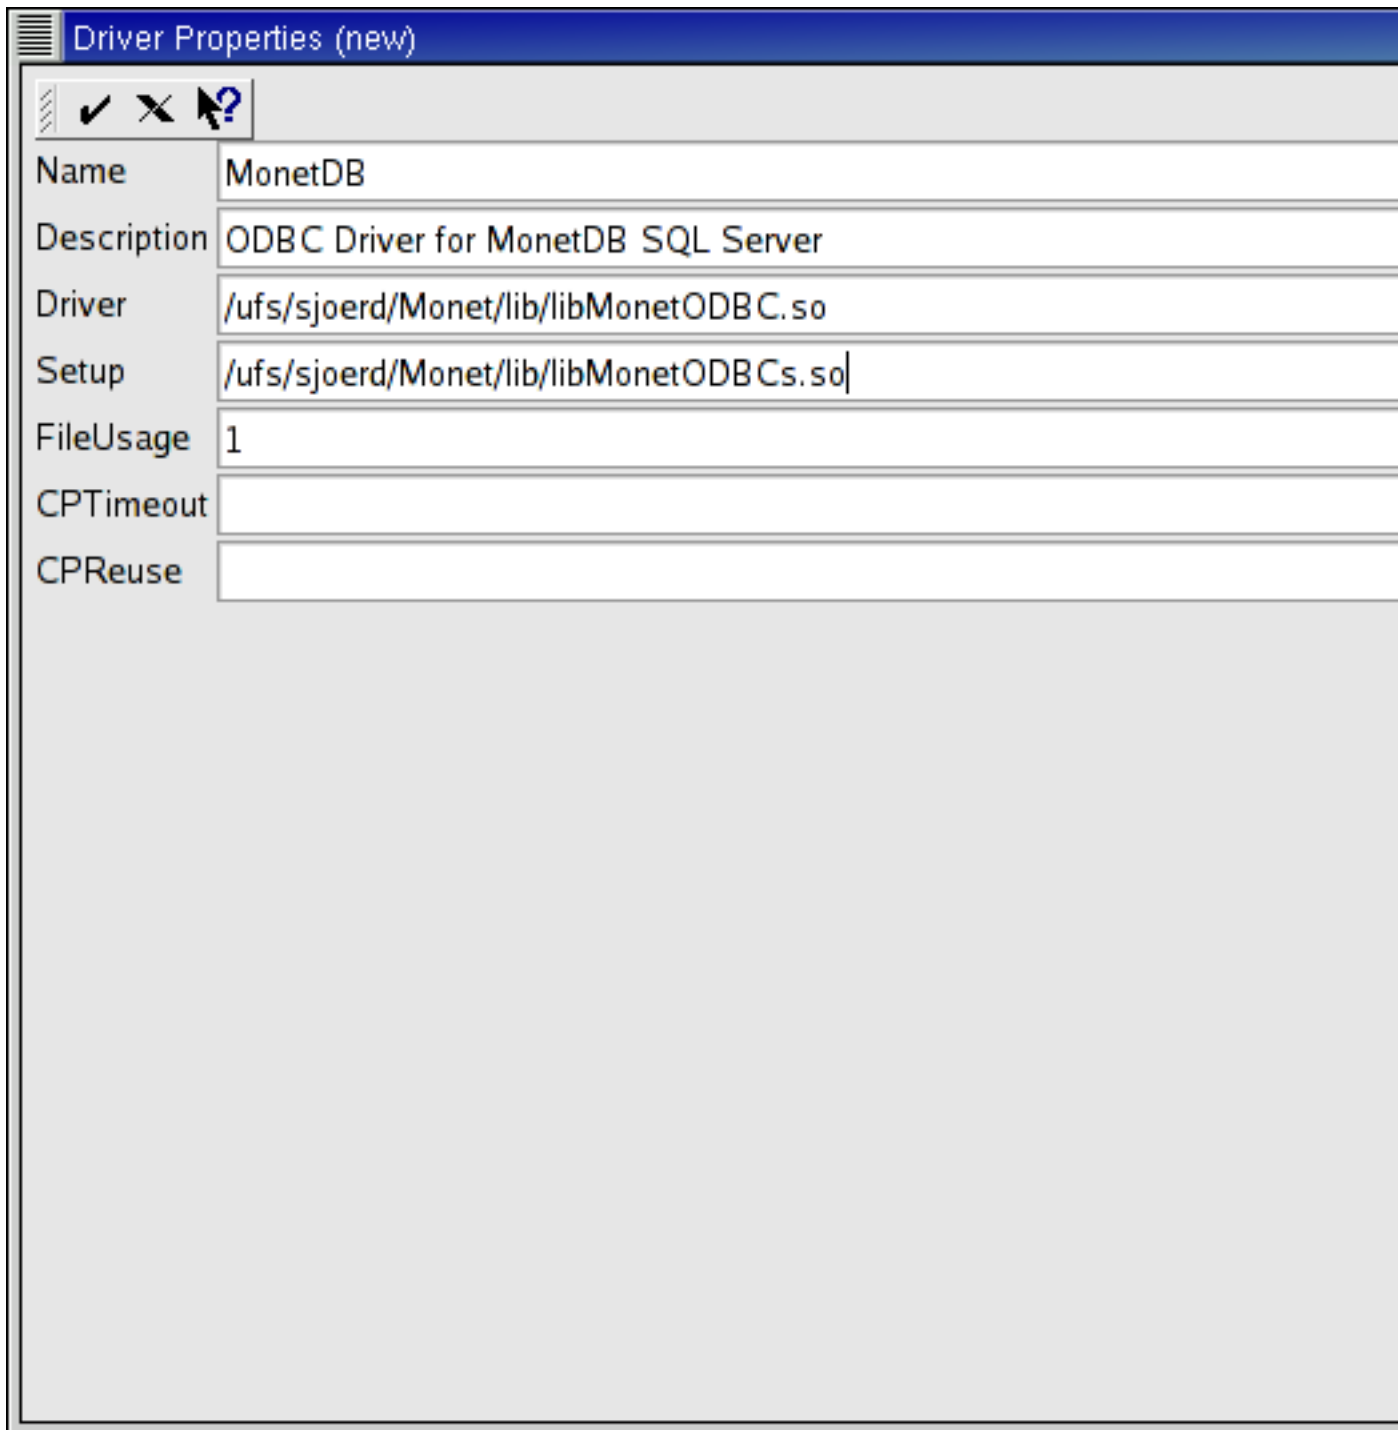 Driver Properties (new)
?
Name MonetDB
Description ODBC Driver for MonetDB SQL Server
Driver /ufs/sjoerd/Monet/lib/libMonetODBC.so
Setup /ufs/sjoerd/Monet/lib/libMonetODBCs.so
FileUsage 1
CPTimeout
CPReuse